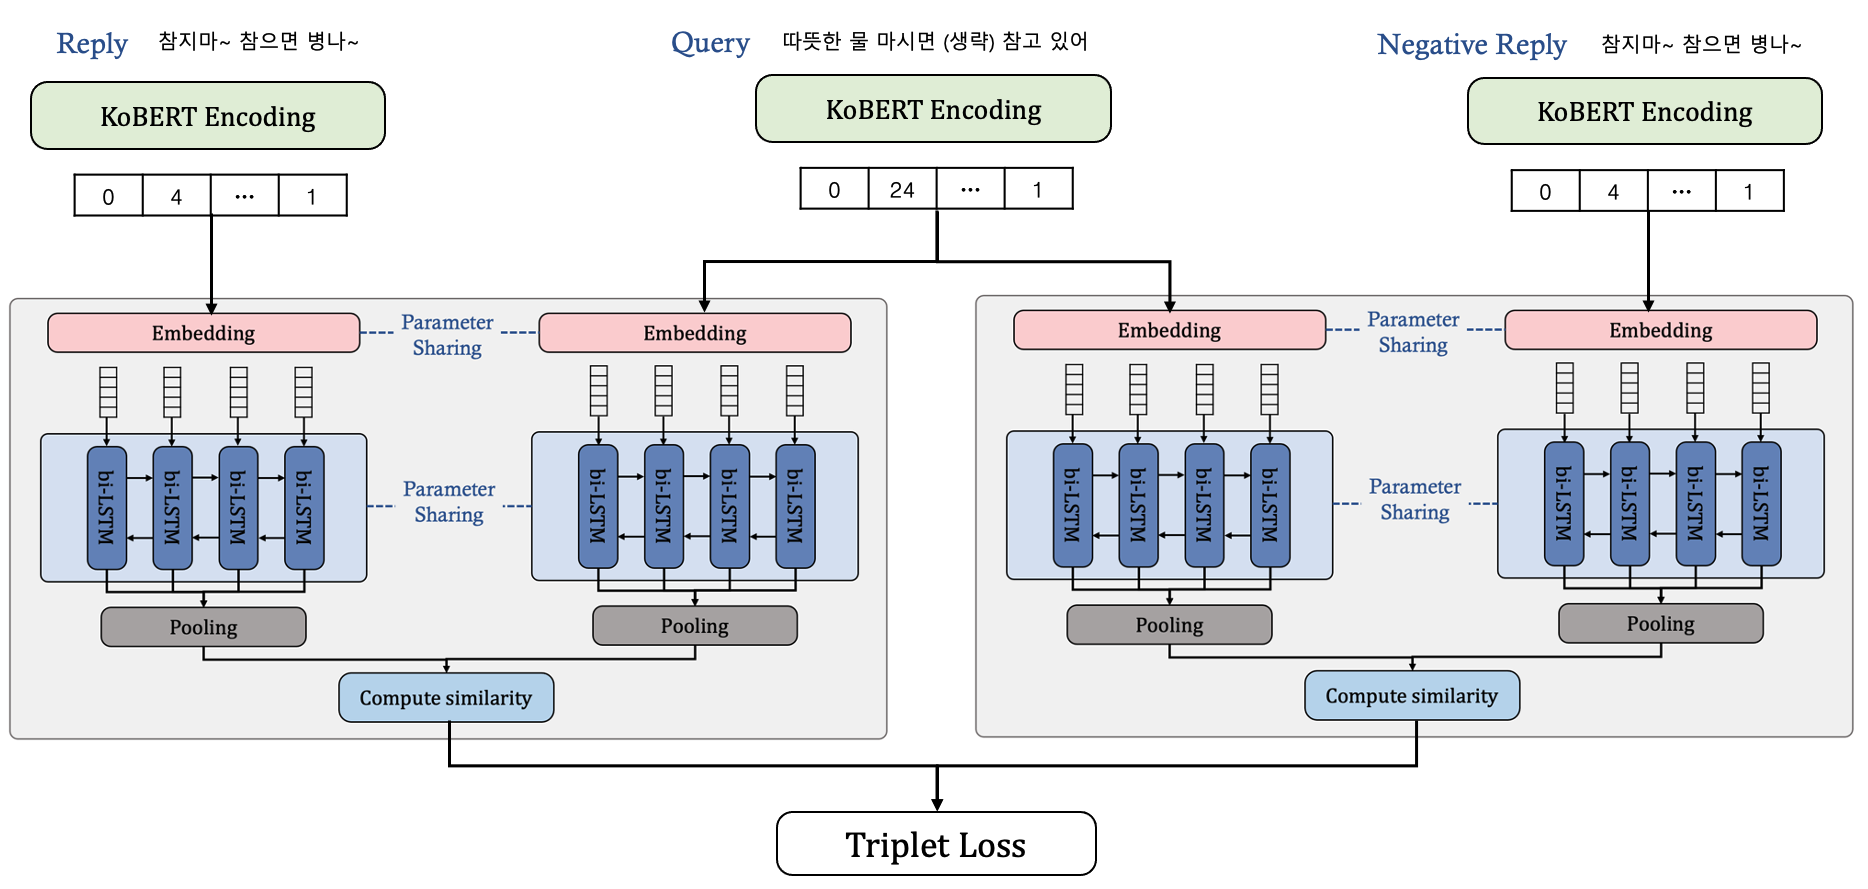 Reply 참지마~ 참으면 병나~
Query 따뜻한 물 마시면 (생략) 참고 있어
Negative Reply 참지마~ 참으면 병나~
KoBERT Encoding
KoBERT Encoding
KoBERT Encoding
0 4 ... 1
0 24 ... 1
0 4 ... 1
Embedding
Parameter
Sharing
Embedding
Embedding
Parameter
Sharing
Embedding
bi-LSTM
bi-LSTM
bi-LSTM
bi-LSTM
Parameter
Sharing
bi-LSTM
bi-LSTM
bi-LSTM
bi-LSTM
bi-LSTM
bi-LSTM
bi-LSTM
bi-LSTM
Parameter
Sharing
bi-LSTM
bi-LSTM
bi-LSTM
bi-LSTM
Pooling
Pooling
Pooling
Pooling
Compute similarity
Compute similarity
Triplet Loss